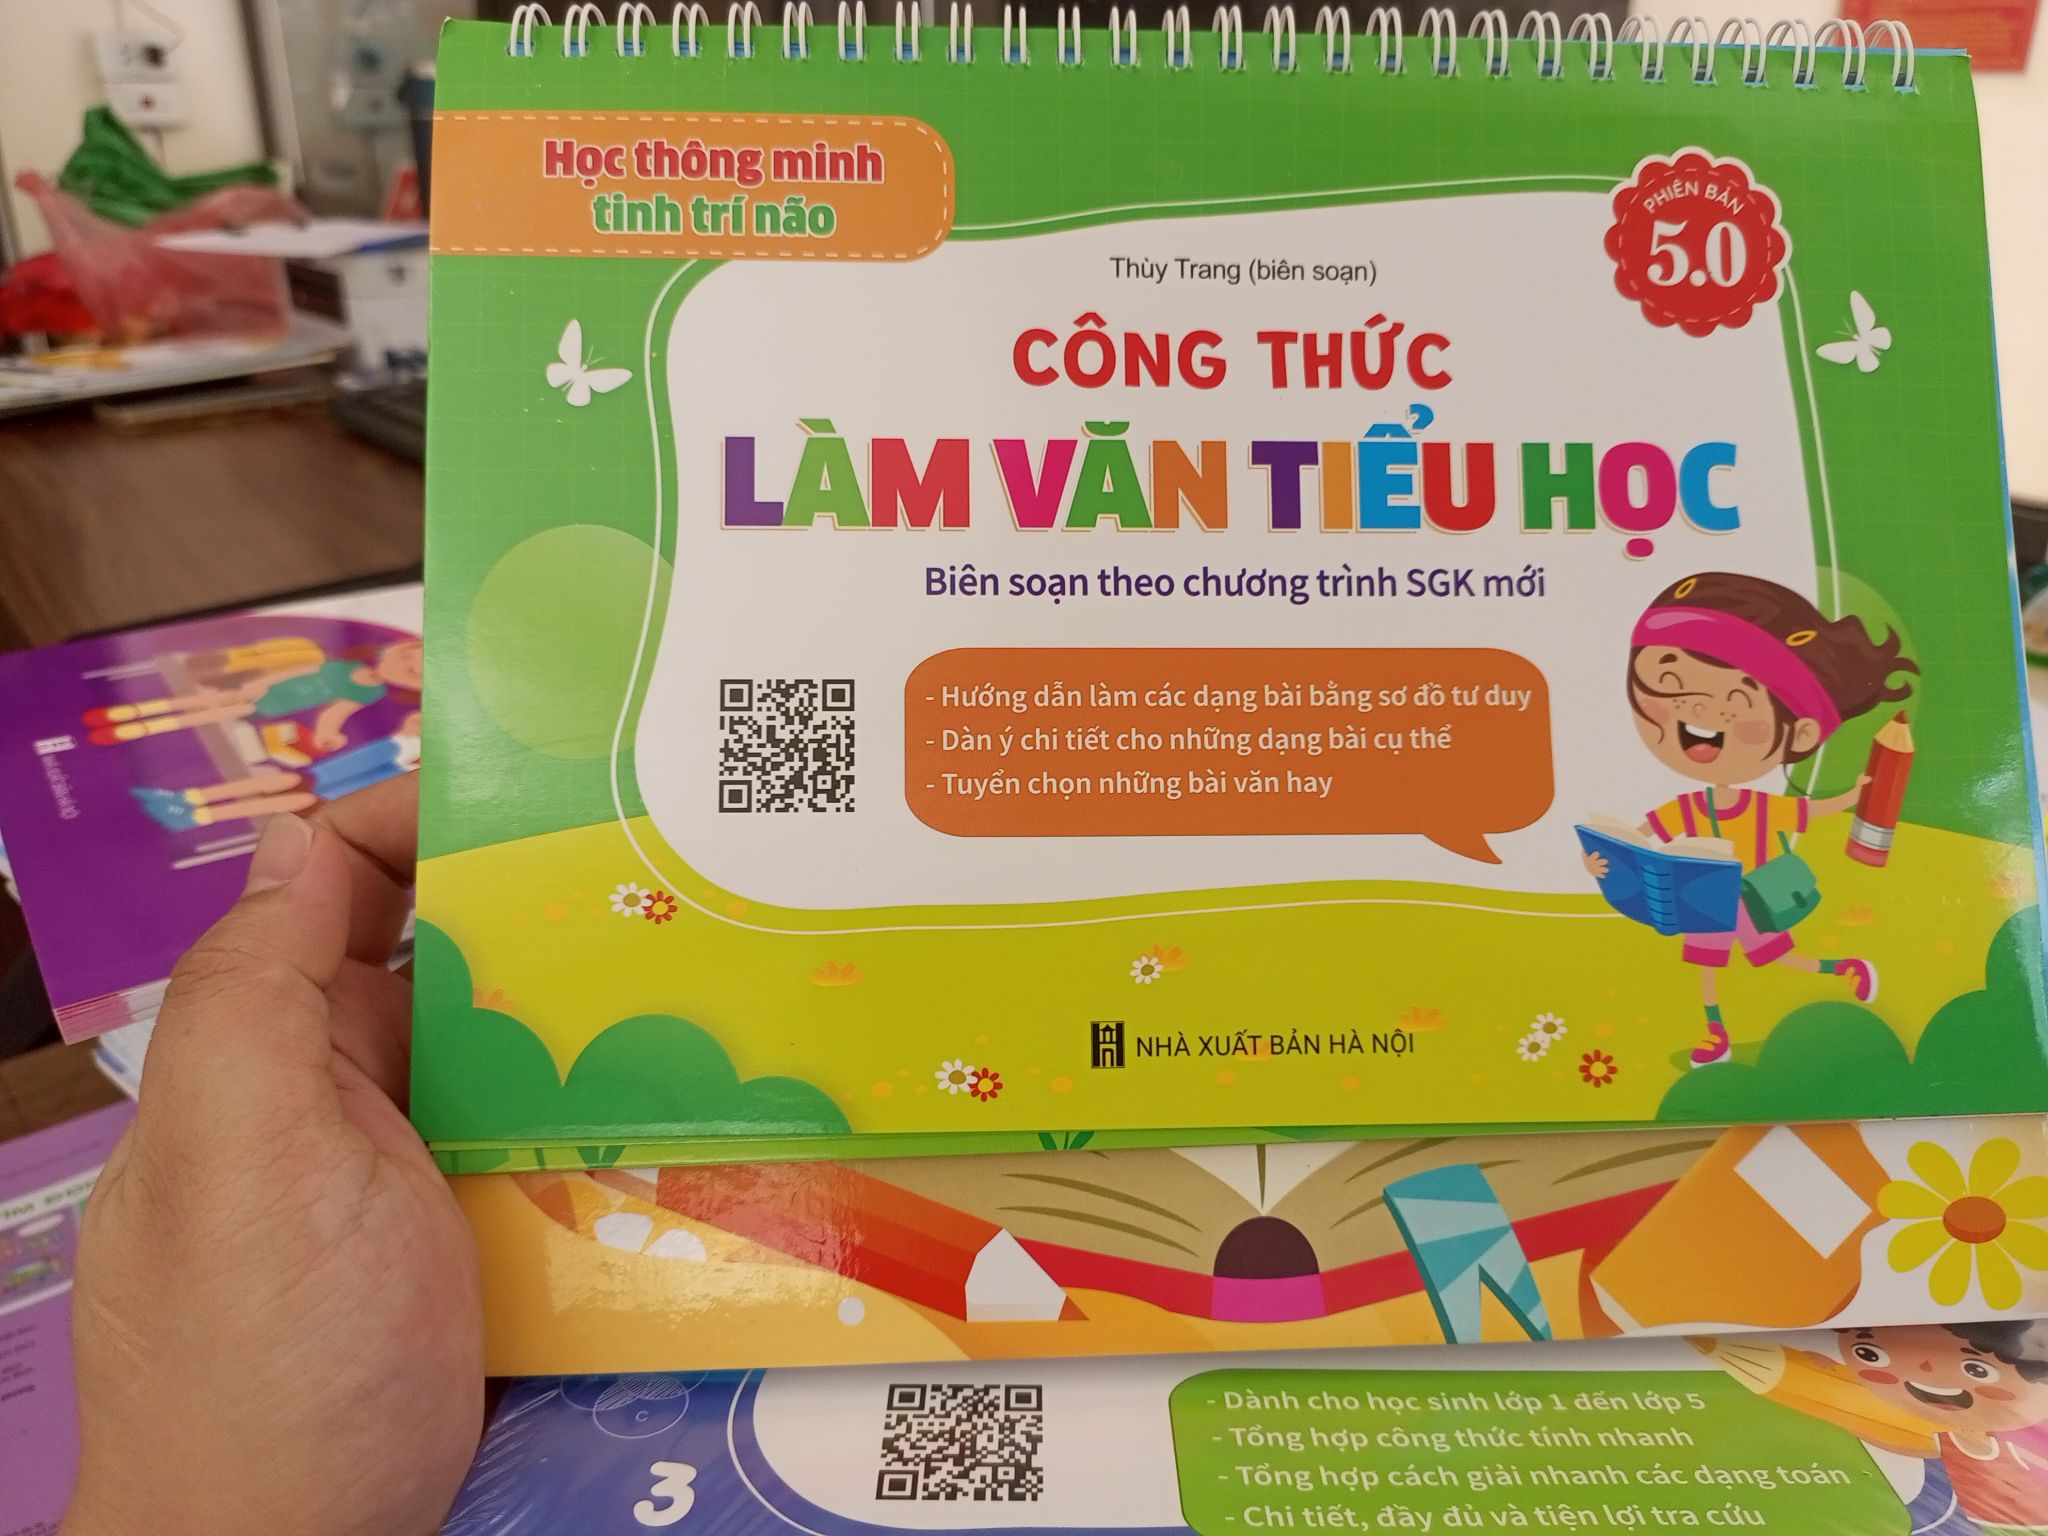 Học thông minh
tinh trí não
PHIÊN BẢN
5.0
Thùy Trang (biên soạn)
CÔNG THỨC
LÀM VĂN TIỂU HỌC
Biên soạn theo chương trình SGK mới
- Hướng dẫn làm các dạng bài bằng sơ đồ tư duy
- Dàn ý chi tiết cho những dạng bài cụ thể
- Tuyển chọn những bài văn hay
NHÀ XUẤT BẢN HÀ NỘI
- Dành cho học sinh lớp 1 đến lớp 5
- Tổng hợp công thức tính nhanh
- Tổng hợp cách giải nhanh các dạng toán
- Chi tiết, đầy đủ và tiện lợi tra cứu
3
C